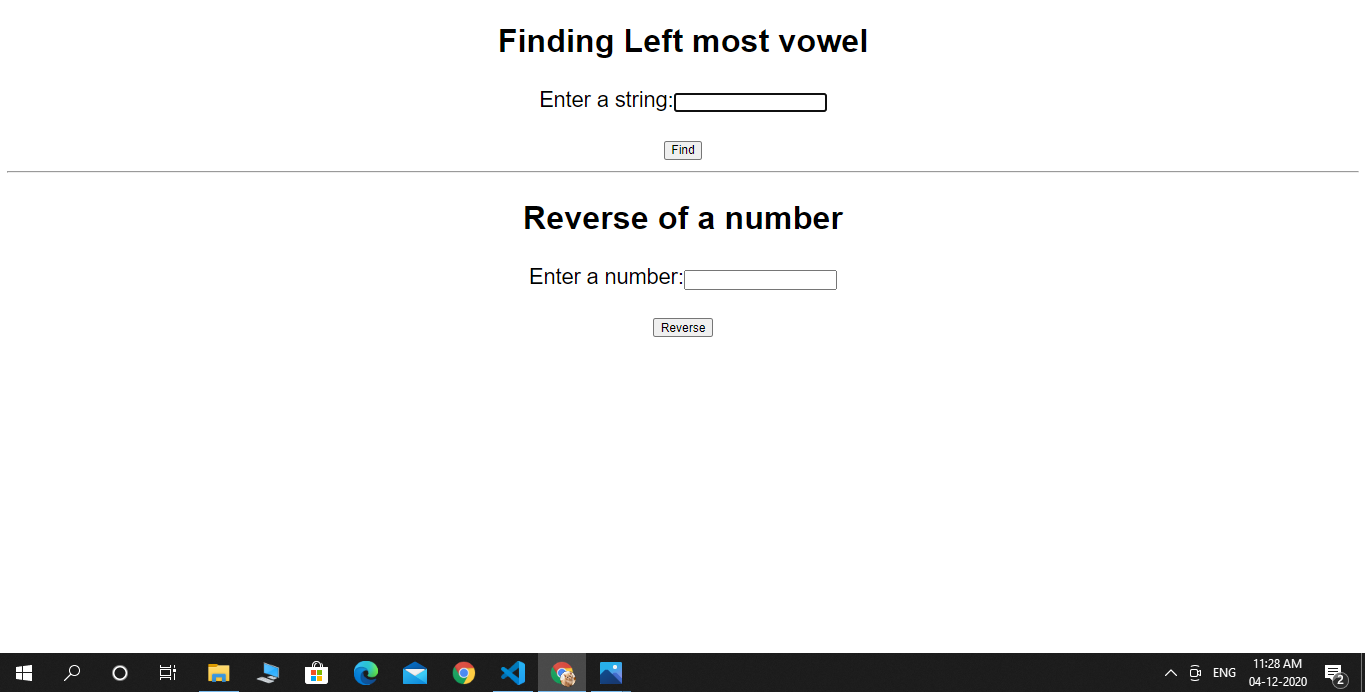 Finding Left most vowel
Enter a string:
Find
Reverse of a number
Enter a number:
Reverse
ENG
11:28 AM
04-12-2020
2